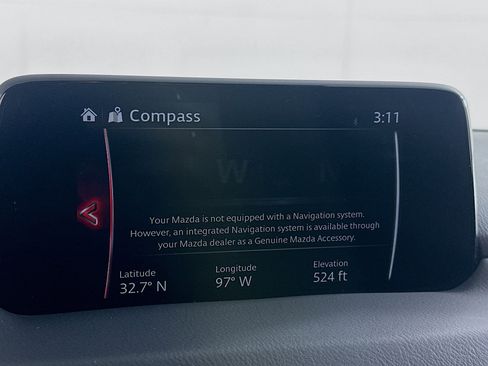 Compass
3:11
W N
Your Mazda is not equipped with a Navigation system.
However, an integrated Navigation system is available through
your Mazda dealer as a Genuine Mazda Accessory.
Latitude Longitude Elevation
32.7° N 97° W 524 ft